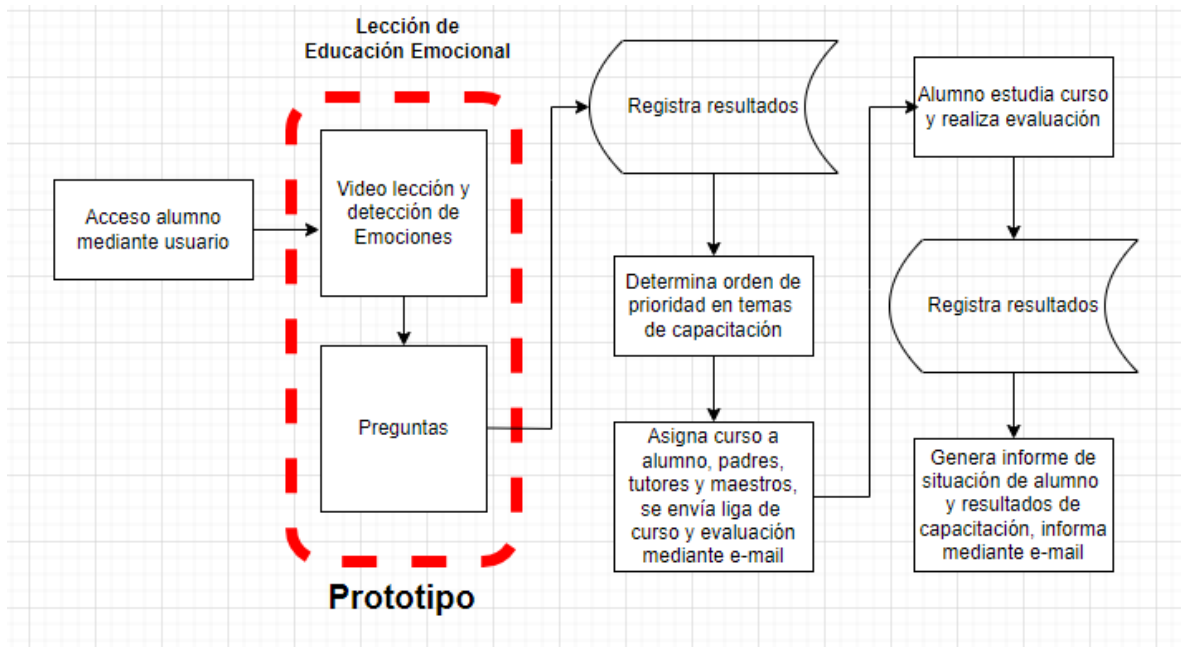 Lección de
Educación Emocional
Acceso alumno
mediante usuario
Video lección y
detección de
Emociones
Preguntas
Prototipo
Registra resultados
Determina orden de
prioridad en temas
de capacitación
Asigna curso a
alumno, padres,
tutores y maestros,
se envía liga de
curso y evaluación
mediante e-mail
Alumno estudia curso
y realiza evaluación
Registra resultados
Genera informe de
situación de alumno
y resultados de
capacitación, informa
mediante e-mail